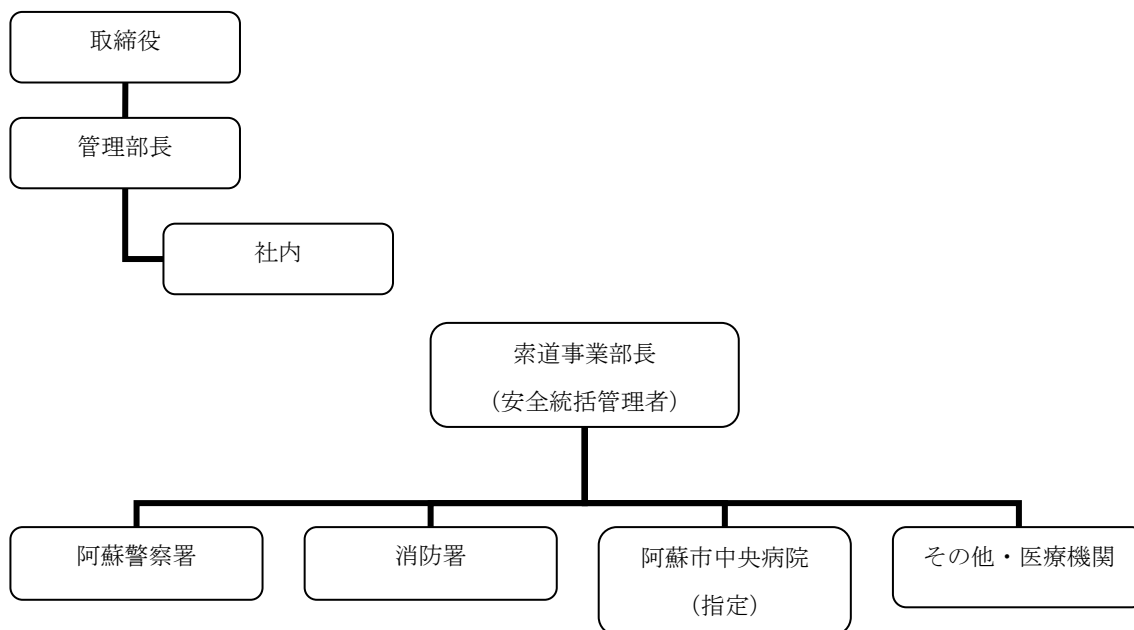 取締役
管理部長
社内
索道事業部長
（安全統括管理者）
阿蘇警察署
消防署
阿蘇市中央病院
（指定）
その他・医療機関